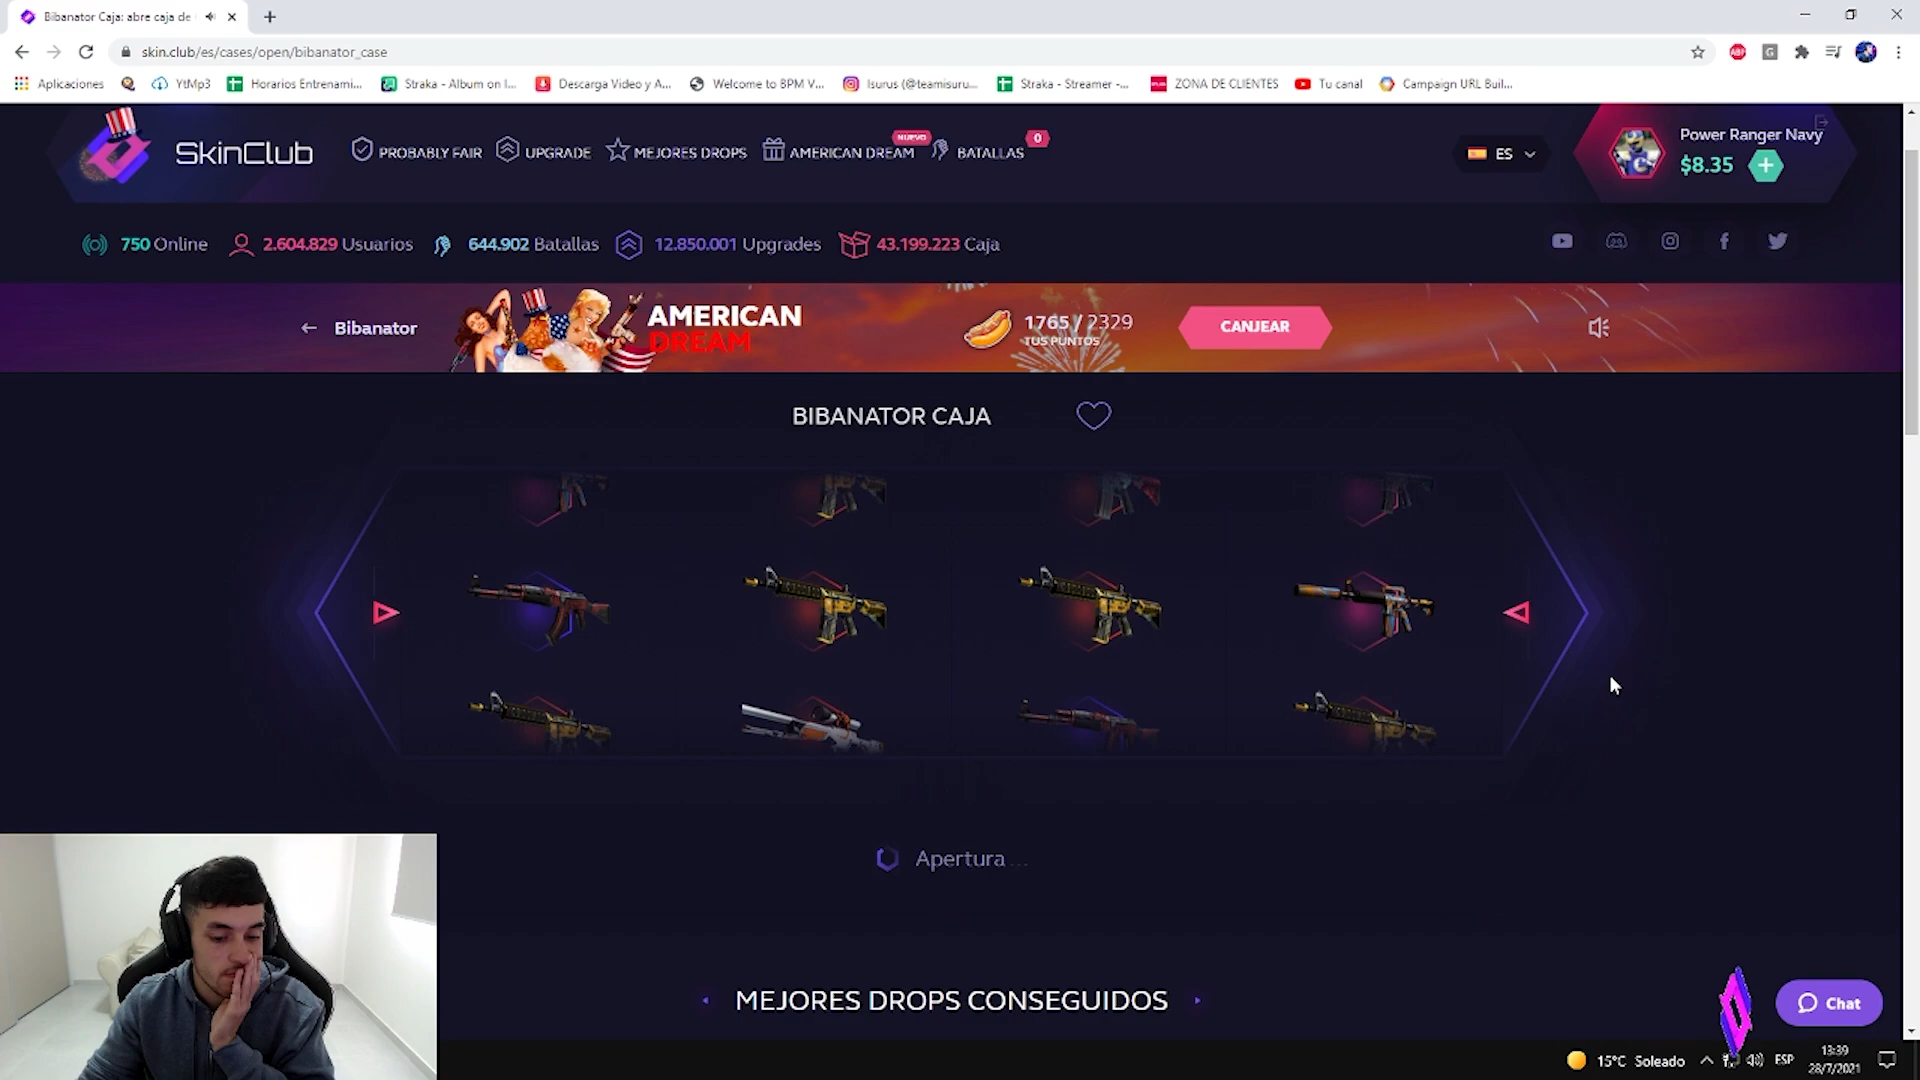 Bibanator Caja: abre caja de
skin.club/es/cases/open/bibanator_case
Aplicaciones
YtMp3
Horarios Entrenami...
Straka - Album on I...
Descarga Video y A...
Welcome to BPM V...
Isurus (@teamisuru...
Straka - Streamer -...
ZONA DE CLIENTES
Tu canal
Campaign URL Buil...
ABP
SkinClub
PROBABLY FAIR
UPGRADE
MEJORES DROPS
NUEVO
AMERICAN DREAM
BATALLAS
0
ES
Power Ranger Navy
$8.35
750 Online
2.604.829 Usuarios
644.902 Batallas
12.850.001 Upgrades
43.199.223 Caja
Bibanator
AMERICAN
DREAM
1765 / 2329
TUS PUNTOS
CANJEAR
BIBANATOR CAJA
Apertura ...
MEJORES DROPS CONSEGUIDOS
Chat
15°C Soleado
ESP
13:39
28/7/2021